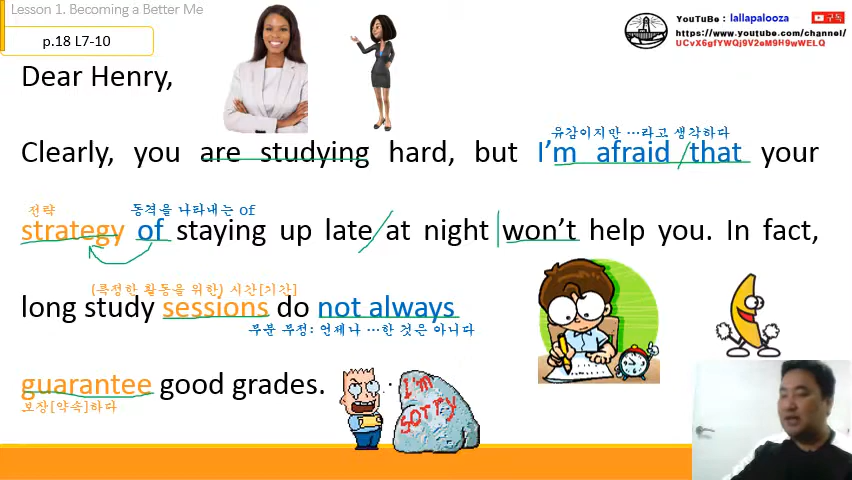 Lesson 1. Becoming a Better Me
p.18 L7-10
YouTuBe : lallapalooza
구독
https://www.youtube.com/channel/
UCvX6gfYWQj9V2eM9H9wWELQ
Dear Henry,
유감이지만 …라고 생각하다
Clearly, you are studying hard, but I'm afraid that your
전략
동격을 나타내는 of
strategy of staying up late at night won't help you. In fact,
(특정한 활동을 위한) 시간[기간]
long study sessions do not always
부분 부정: 언제나 …한 것은 아니다
guarantee good grades.
보장[약속]하다
I'm
SORRY